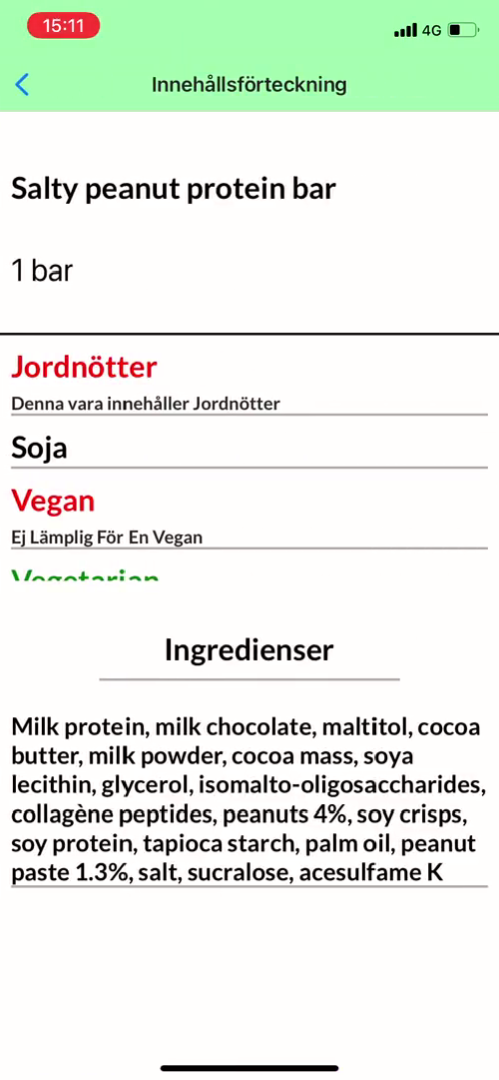 15:11
4G
Innehållsförteckning
Salty peanut protein bar
1 bar
Jordnötter
Denna vara innehåller Jordnötter
Soja
Vegan
Ej Lämplig För En Vegan
Vegetarian
Ingredienser
Milk protein, milk chocolate, maltitol, cocoa
butter, milk powder, cocoa mass, soya
lecithin, glycerol, isomalto-oligosaccharides,
collagène peptides, peanuts 4%, soy crisps,
soy protein, tapioca starch, palm oil, peanut
paste 1.3%, salt, sucralose, acesulfame K